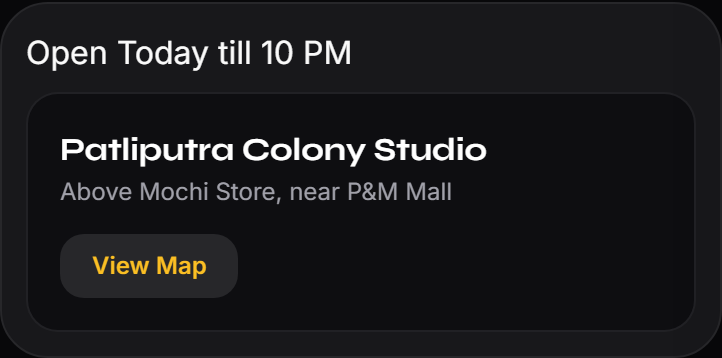 Open Today till 10 PM
Patliputra Colony Studio
Above Mochi Store, near P&M Mall
View Map